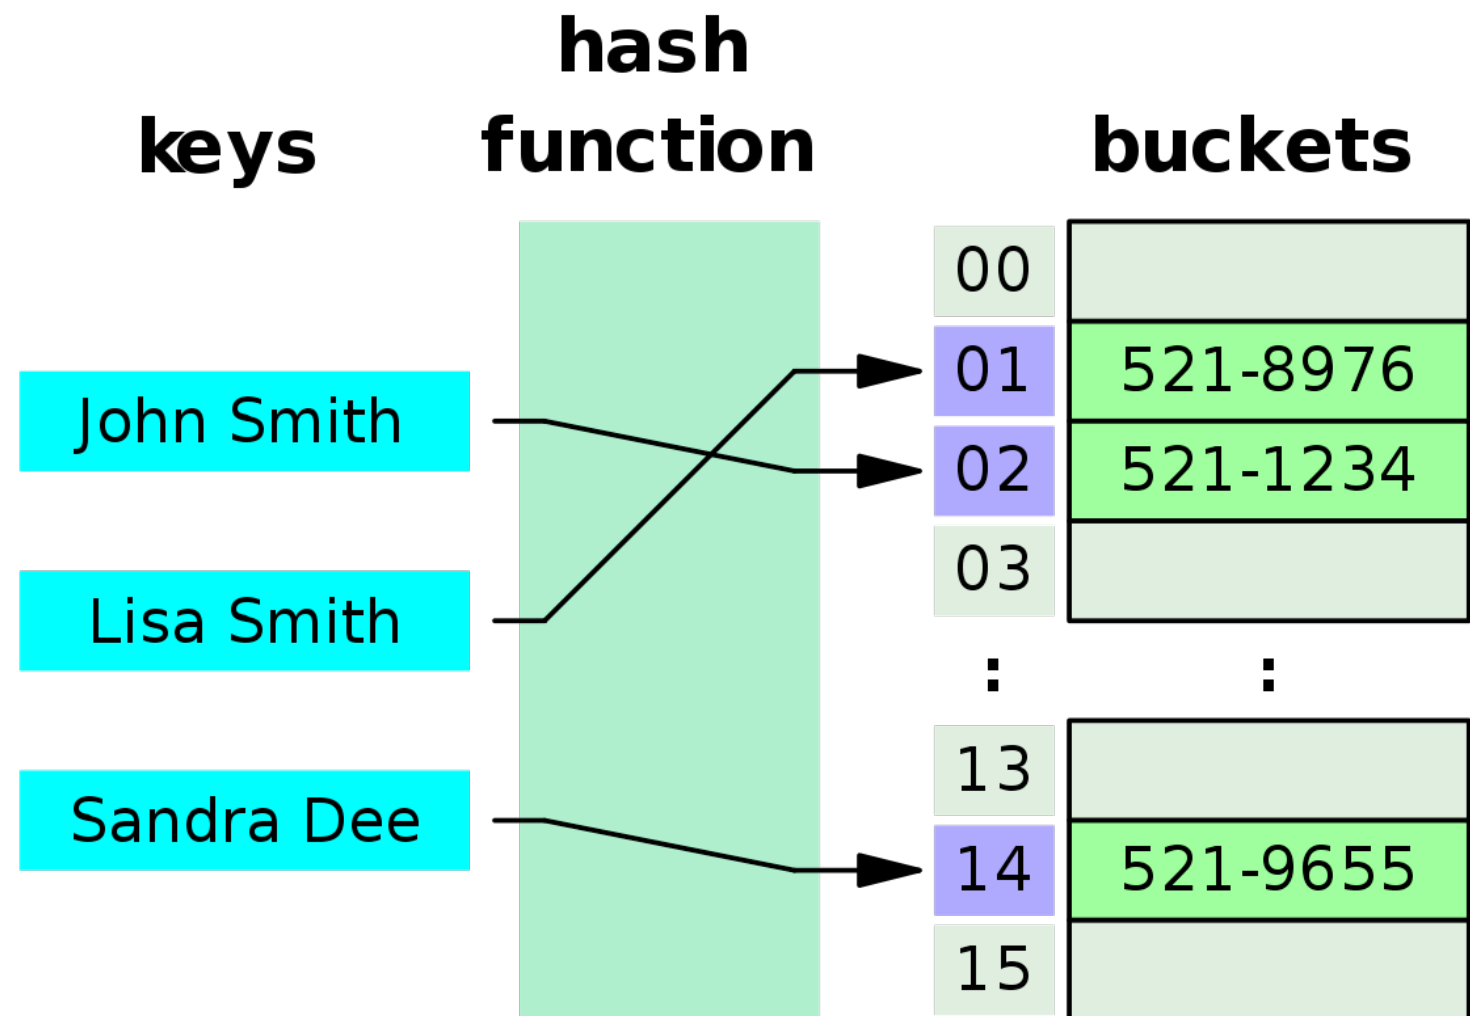 hash
keys function buckets
00
01 521-8976
John Smith
02 521-1234
03
Lisa Smith
: :
13
Sandra Dee
14 521-9655
15